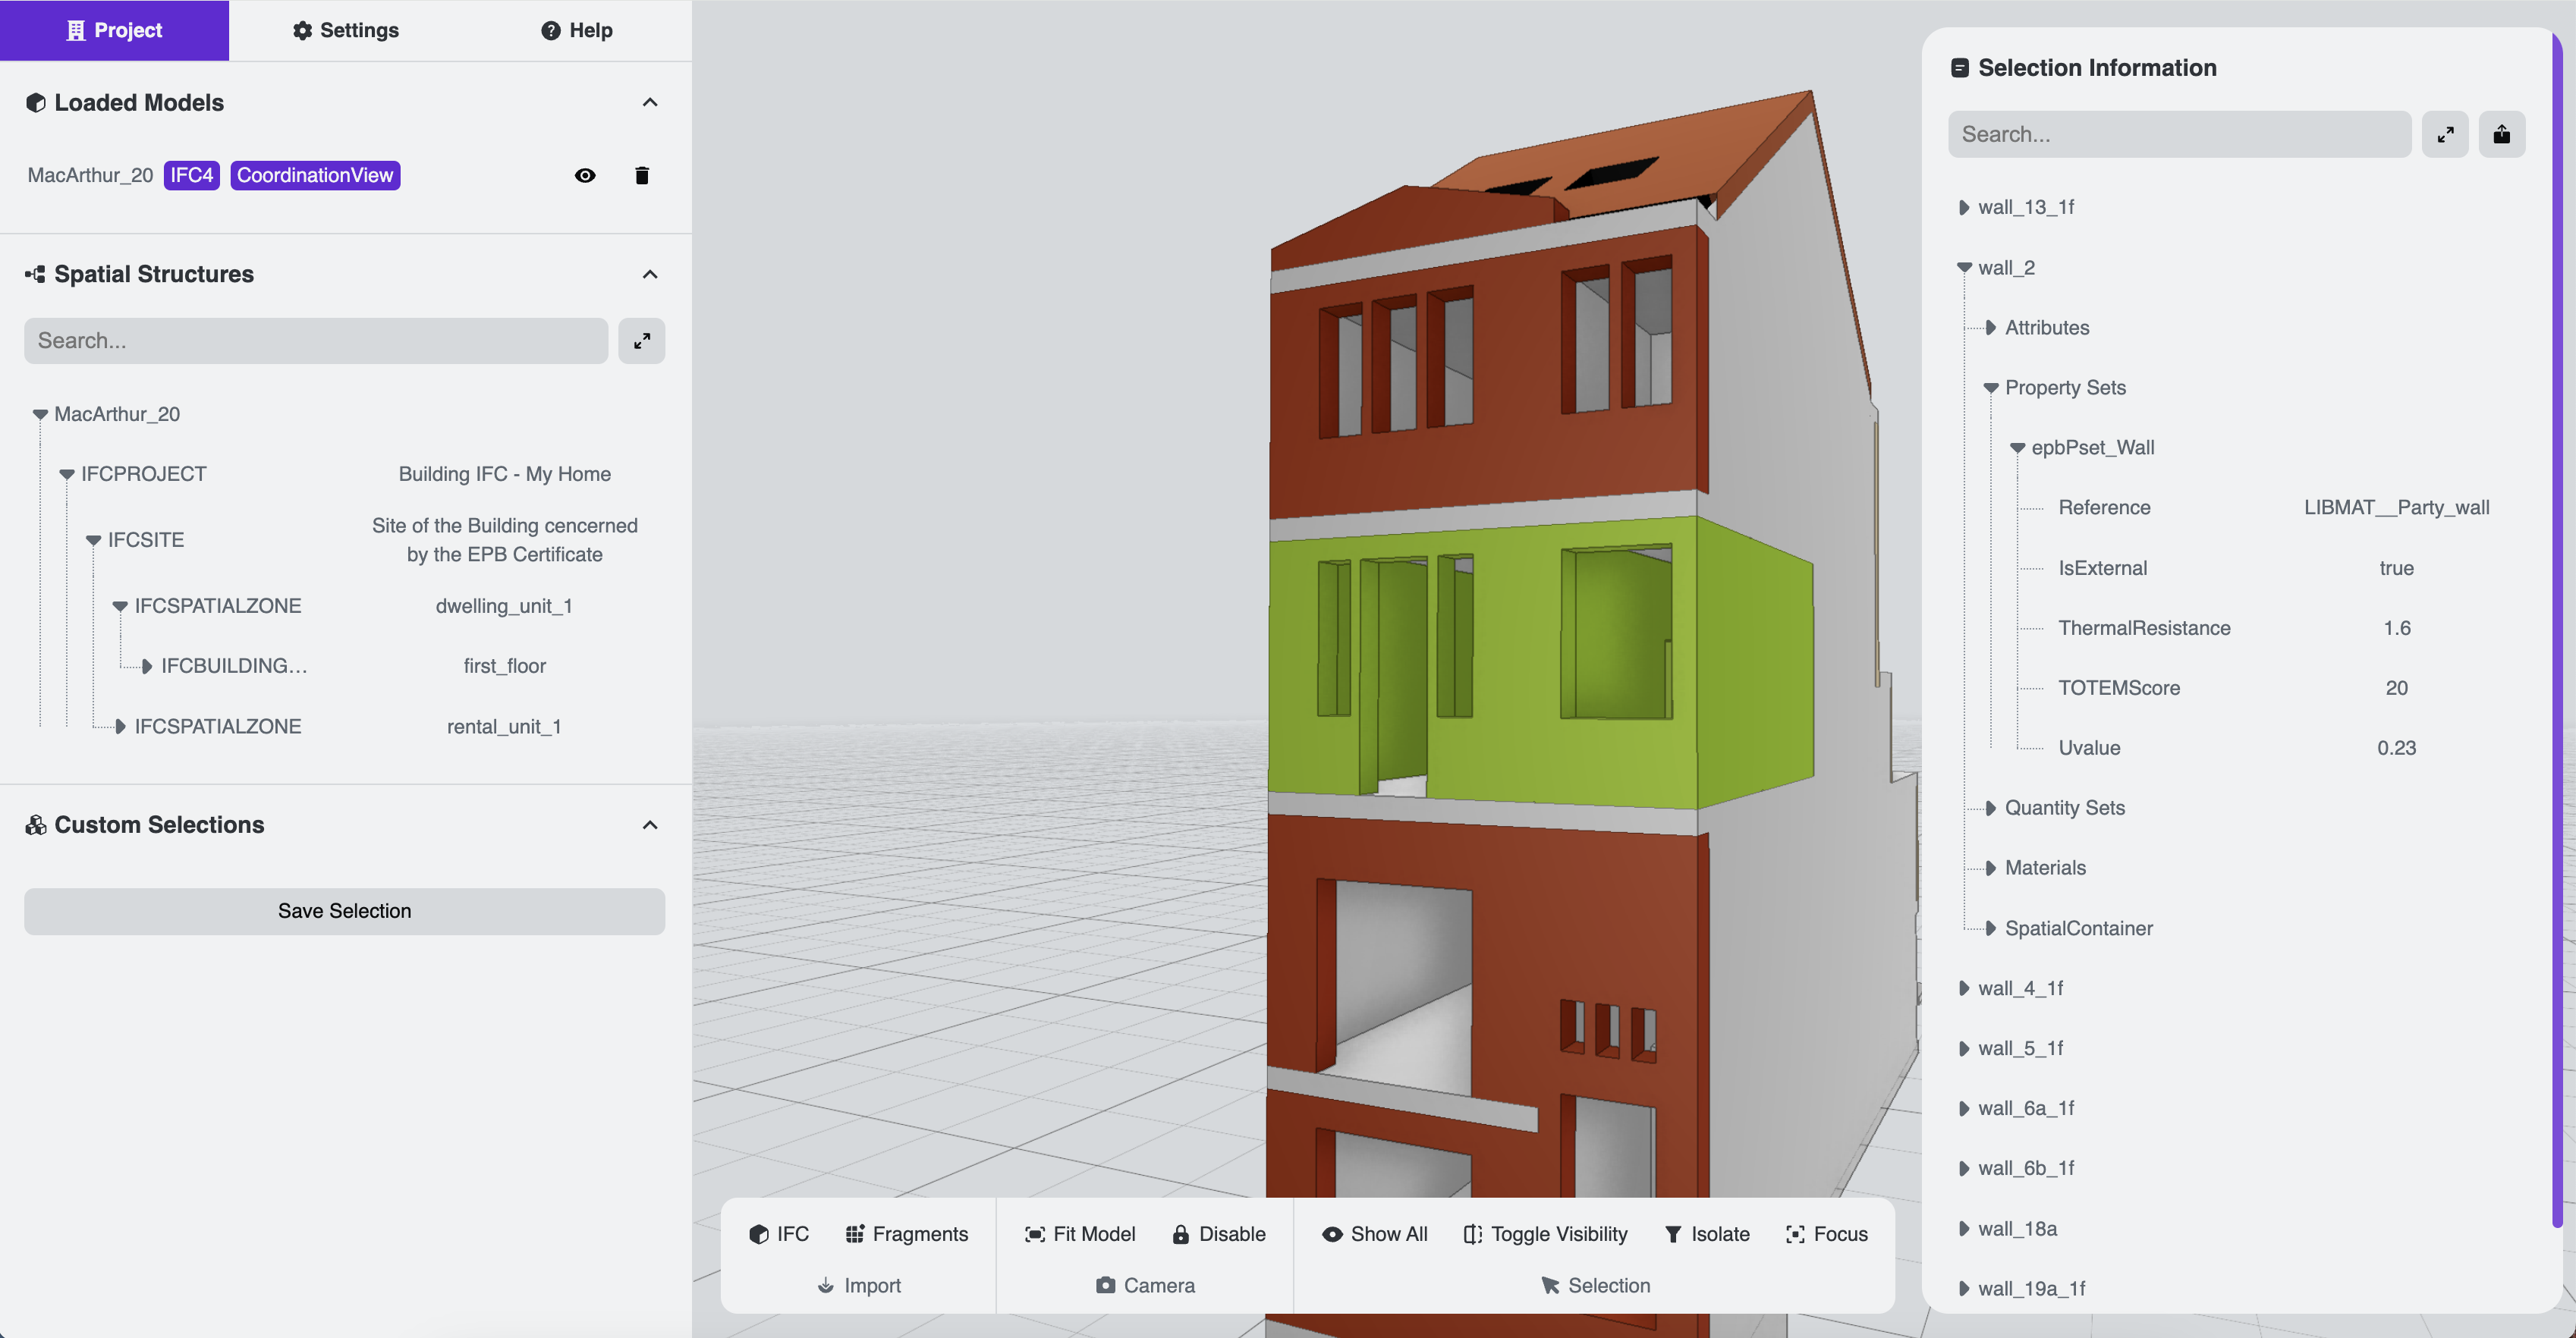 Project
Settings
Help
Loaded Models
MacArthur_20 IFC4 CoordinationView
Spatial Structures
Search...
MacArthur_20
IFCPROJECT Building IFC - My Home
IFCSITE Site of the Building cencerned
by the EPB Certificate
IFCSPATIALZONE dwelling_unit_1
IFCBUILDING... first_floor
IFCSPATIALZONE rental_unit_1
Custom Selections
Save Selection
IFC Fragments
Import
Fit Model Disable
Camera
Show All Toggle Visibility Isolate Focus
Selection
Selection Information
Search...
wall_13_1f
wall_2
Attributes
Property Sets
epbPset_Wall
Reference LIBMAT__Party_wall
IsExternal true
ThermalResistance 1.6
TOTEMScore 20
Uvalue 0.23
Quantity Sets
Materials
SpatialContainer
wall_4_1f
wall_5_1f
wall_6a_1f
wall_6b_1f
wall_18a
wall_19a_1f